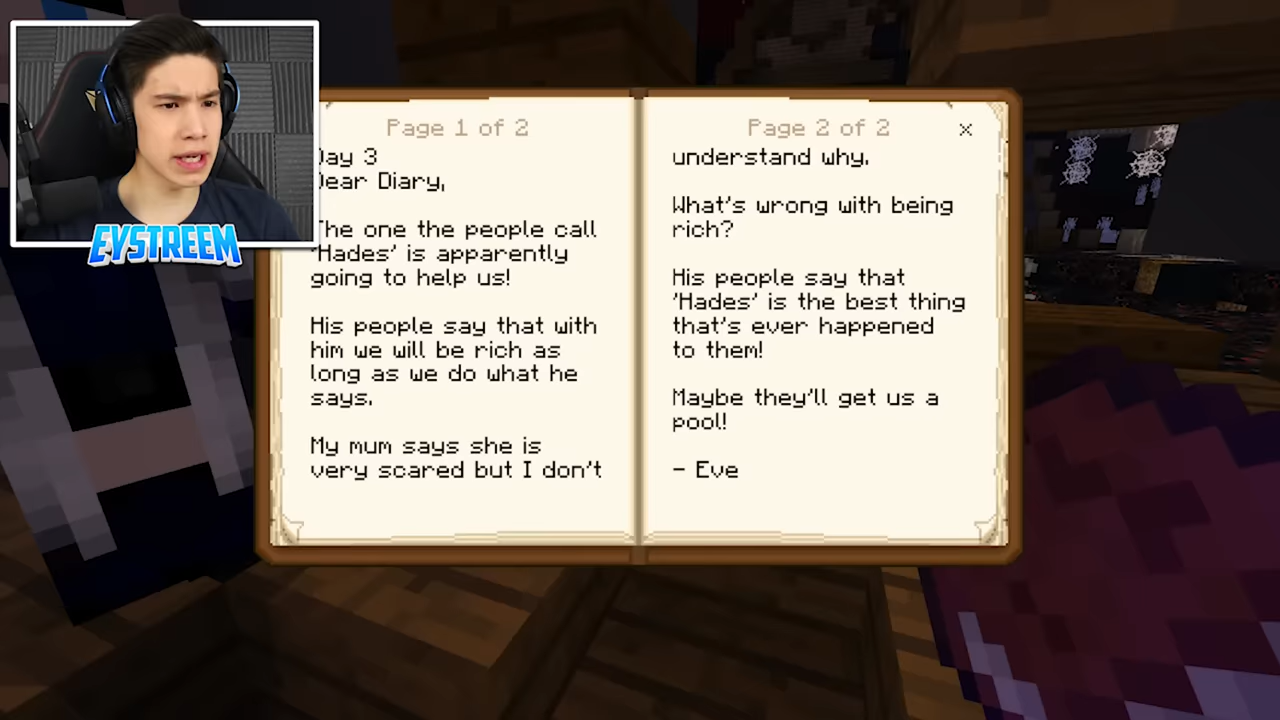 EYSTREEM
Page 1 of 2
Day 3
Dear Diary,
The one the people call
'Hades' is apparently
going to help us!
His people say that with
him we will be rich as
long as we do what he
says.
My mum says she is
very scared but I don't
Page 2 of 2
understand why.
What's wrong with being
rich?
His people say that
'Hades' is the best thing
that's ever happened
to them!
Maybe they'll get us a
pool!
- Eve